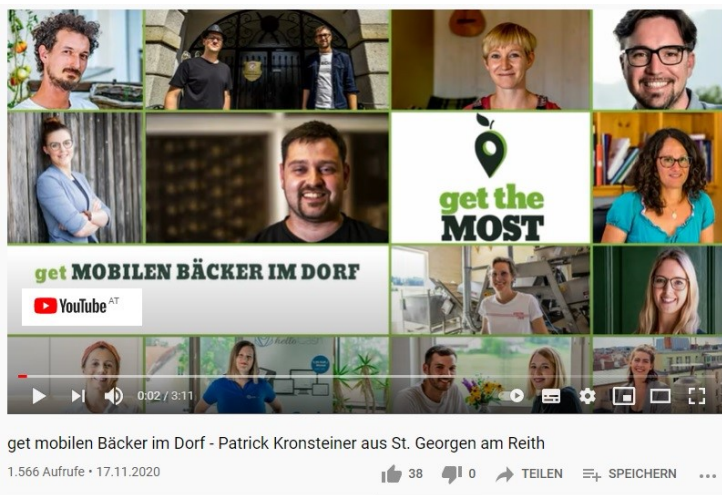 get the
MOST
get MOBILEN BÄCKER IM DORF
YouTube AT
0:02 / 3:11
get mobilen Bäcker im Dorf - Patrick Kronsteiner aus St. Georgen am Reith
1.566 Aufrufe • 17.11.2020
38
0
TEILEN
SPEICHERN